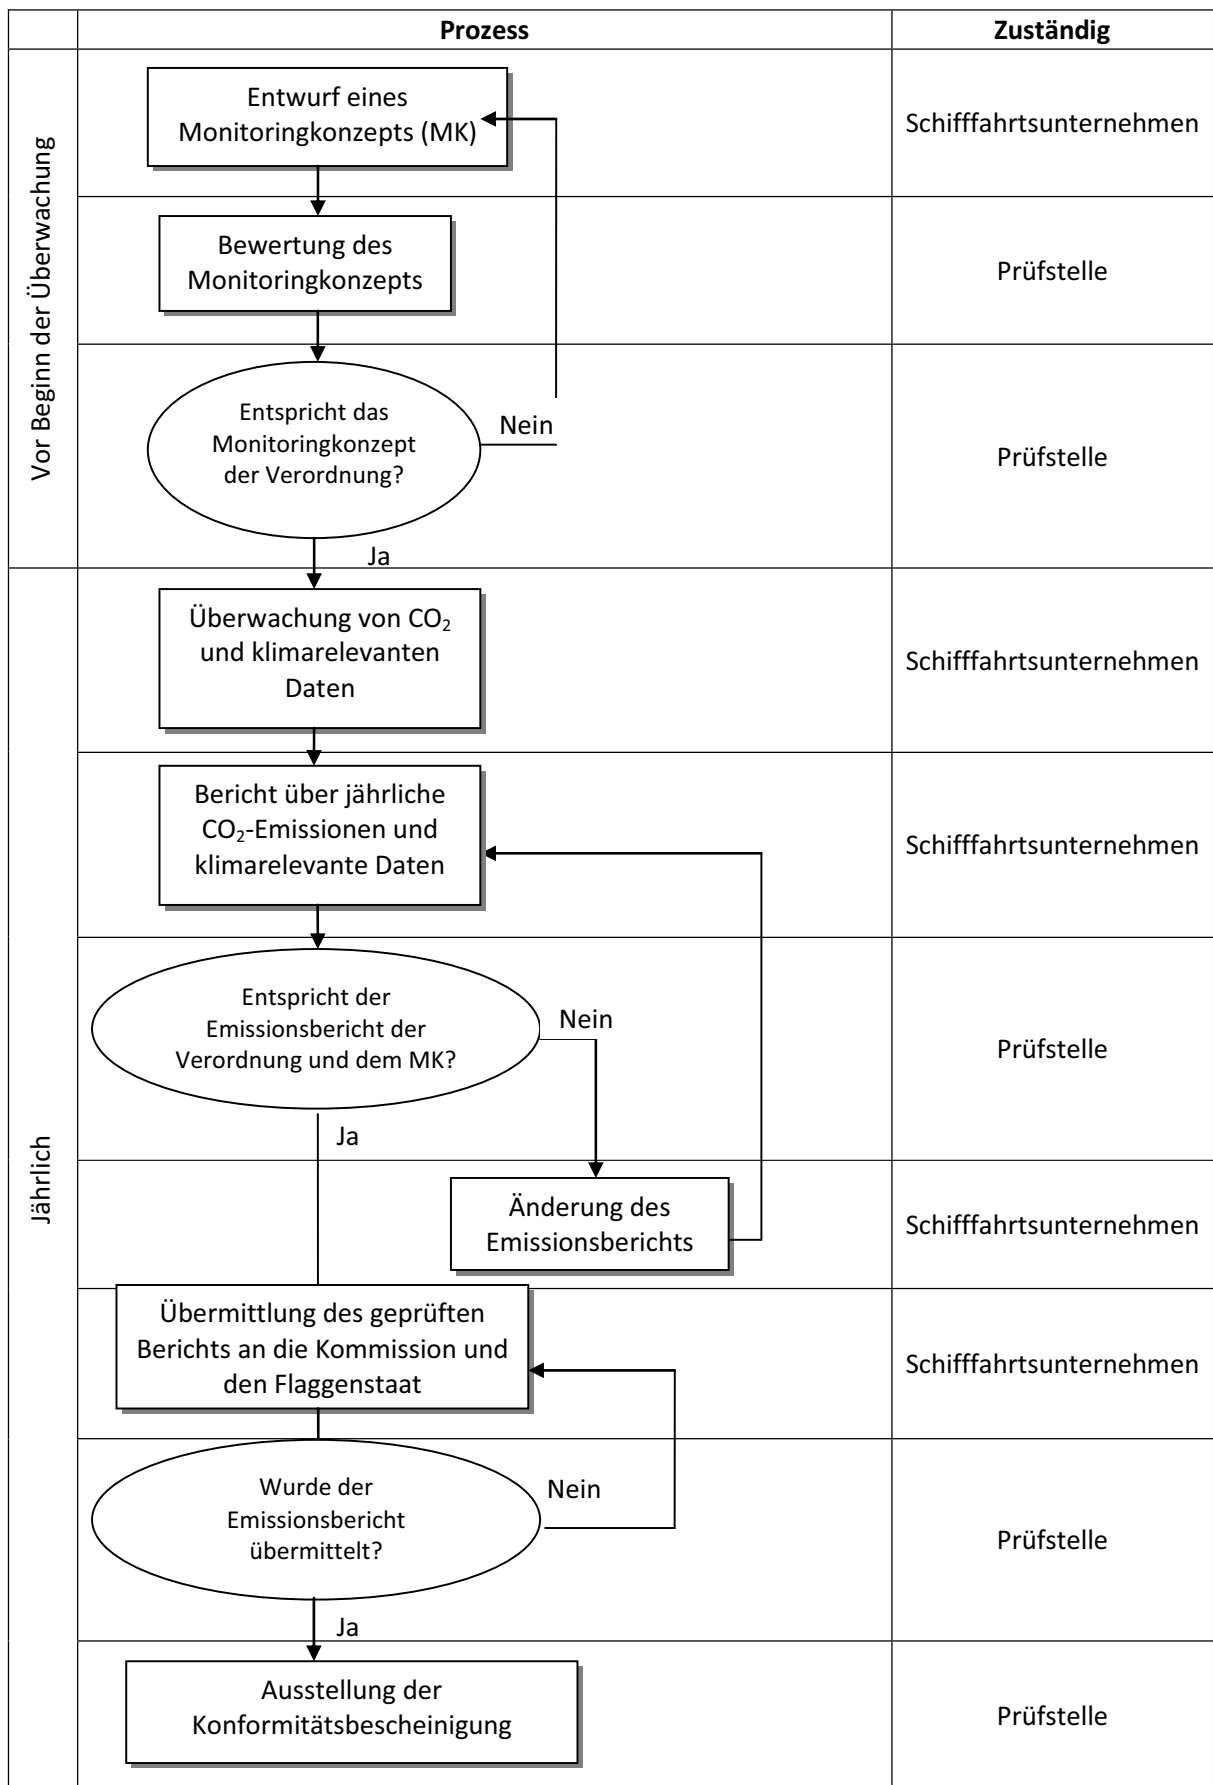 Prozess
Zuständig
Vor Beginn der Überwachung
Entwurf eines
Monitoringkonzepts (MK)
Schifffahrtsunternehmen
Bewertung des
Monitoringkonzepts
Prüfstelle
Entspricht das
Monitoringkonzept
der Verordnung?
Nein
Prüfstelle
Ja
Jährlich
Überwachung von CO₂
und klimarelevanten
Daten
Schifffahrtsunternehmen
Bericht über jährliche
CO₂-Emissionen und
klimarelevante Daten
Schifffahrtsunternehmen
Entspricht der
Emissionsbericht der
Verordnung und dem MK?
Nein
Prüfstelle
Ja
Änderung des
Emissionsberichts
Schifffahrtsunternehmen
Übermittlung des geprüften
Berichts an die Kommission und
den Flaggenstaat
Schifffahrtsunternehmen
Wurde der
Emissionsbericht
übermittelt?
Nein
Prüfstelle
Ja
Ausstellung der
Konformitätsbescheinigung
Prüfstelle